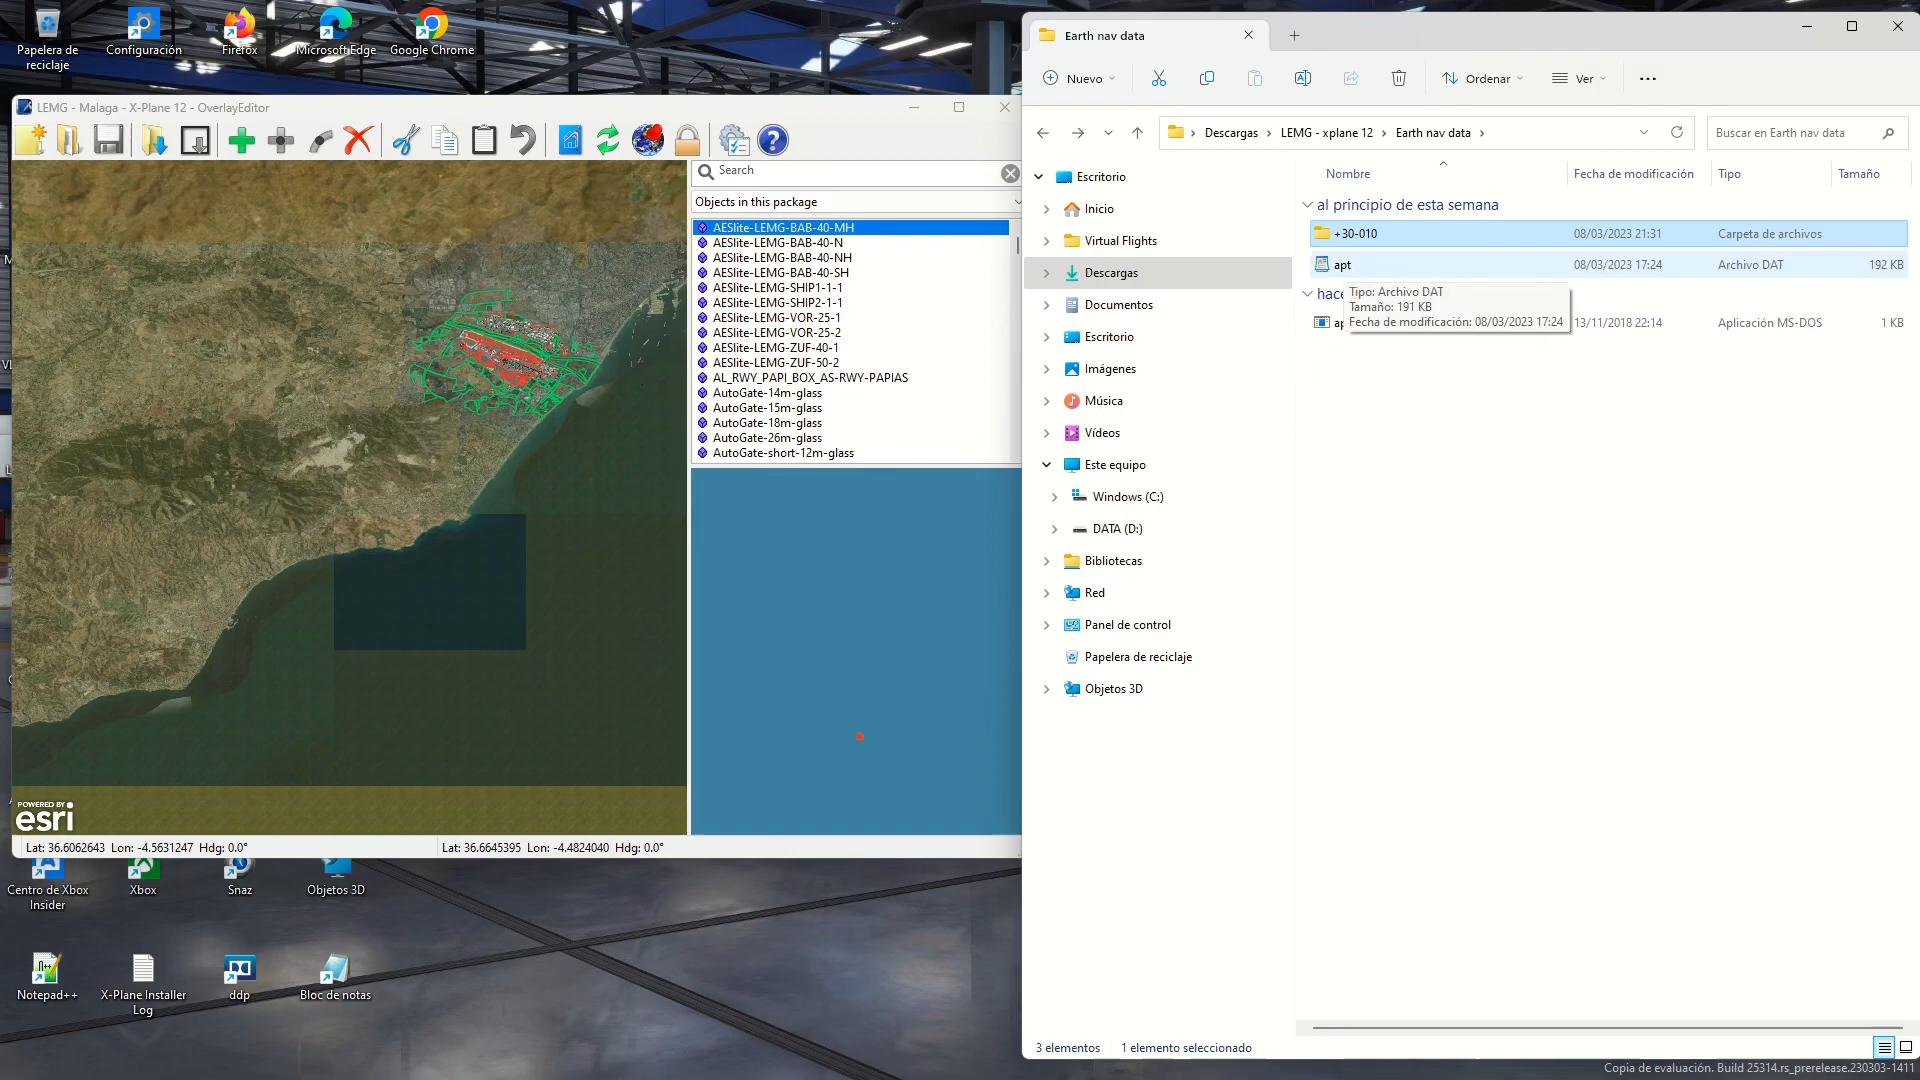 Papelera de
reciclaje
Configuración
Firefox
Microsoft Edge
Google Chrome
LEMG - Malaga - X-Plane 12 - OverlayEditor
Search
Objects in this package
AESlite-LEMG-BAB-40-MH
AESlite-LEMG-BAB-40-N
AESlite-LEMG-BAB-40-NH
AESlite-LEMG-BAB-40-SH
AESlite-LEMG-SHIP1-1-1
AESlite-LEMG-SHIP2-1-1
AESlite-LEMG-VOR-25-1
AESlite-LEMG-VOR-25-2
AESlite-LEMG-ZUF-40-1
AESlite-LEMG-ZUF-50-2
AL_RWY_PAPI_BOX_AS-RWY-PAPIAS
AutoGate-14m-glass
AutoGate-15m-glass
AutoGate-18m-glass
AutoGate-26m-glass
AutoGate-short-12m-glass
POWERED BY
esri
Lat: 36.6062643 Lon: -4.5631247 Hdg: 0.0°
Lat: 36.6645395 Lon: -4.4824040 Hdg: 0.0°
Centro de Xbox
Insider
Xbox
Snaz
Objetos 3D
Notepad++
X-Plane Installer
Log
ddp
Bloc de notas
Earth nav data
Nuevo
Ordenar
Ver
Descargas
LEMG - xplane 12
Earth nav data
Buscar en Earth nav data
Escritorio
Inicio
Virtual Flights
Descargas
Documentos
Escritorio
Imágenes
Música
Vídeos
Este equipo
Windows (C:)
DATA (D:)
Bibliotecas
Red
Panel de control
Papelera de reciclaje
Objetos 3D
Nombre
Fecha de modificación
Tipo
Tamaño
al principio de esta semana
+30-010
08/03/2023 21:31
Carpeta de archivos
apt
08/03/2023 17:24
Archivo DAT
192 KB
hace
Tipo: Archivo DAT
Tamaño: 191 KB
Fecha de modificación: 08/03/2023 17:24
13/11/2018 22:14
Aplicación MS-DOS
1 KB
3 elementos
1 elemento seleccionado
Copia de evaluación. Build 25314.rs_prerelease.230303-1411